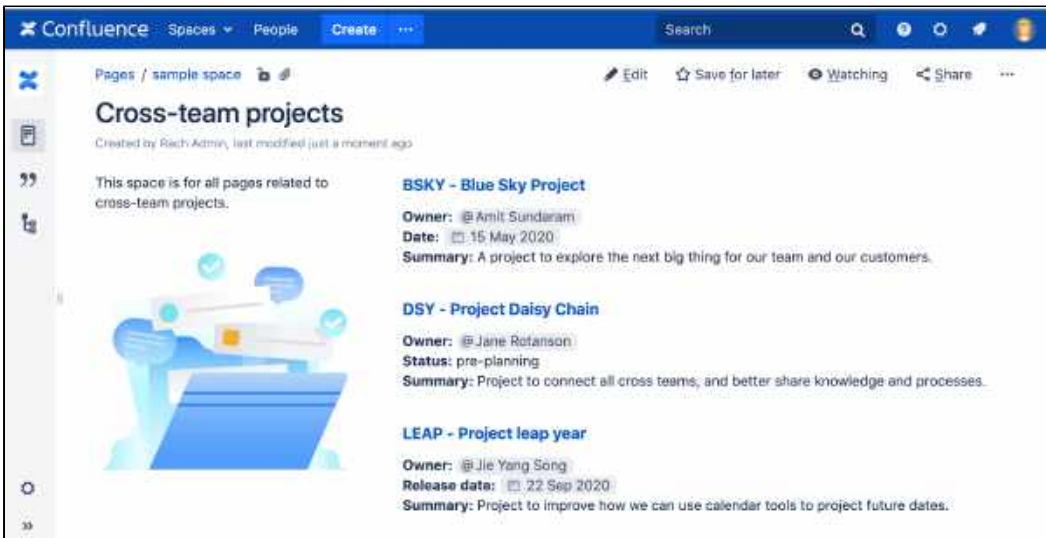 Confluence Spaces People Create ... Search
Pages / sample space Edit Save for later Watching Share ...
Cross-team projects
Created by Rach Admin, last modified just a moment ago
This space is for all pages related to
cross-team projects.
BSKY - Blue Sky Project
Owner: @Amit Sundaram
Date: 15 May 2020
Summary: A project to explore the next big thing for our team and our customers.
DSY - Project Daisy Chain
Owner: @Jane Rotanson
Status: pre-planning
Summary: Project to connect all cross teams, and better share knowledge and processes.
LEAP - Project leap year
Owner: @Jie Yang Song
Release date: 22 Sep 2020
Summary: Project to improve how we can use calendar tools to project future dates.